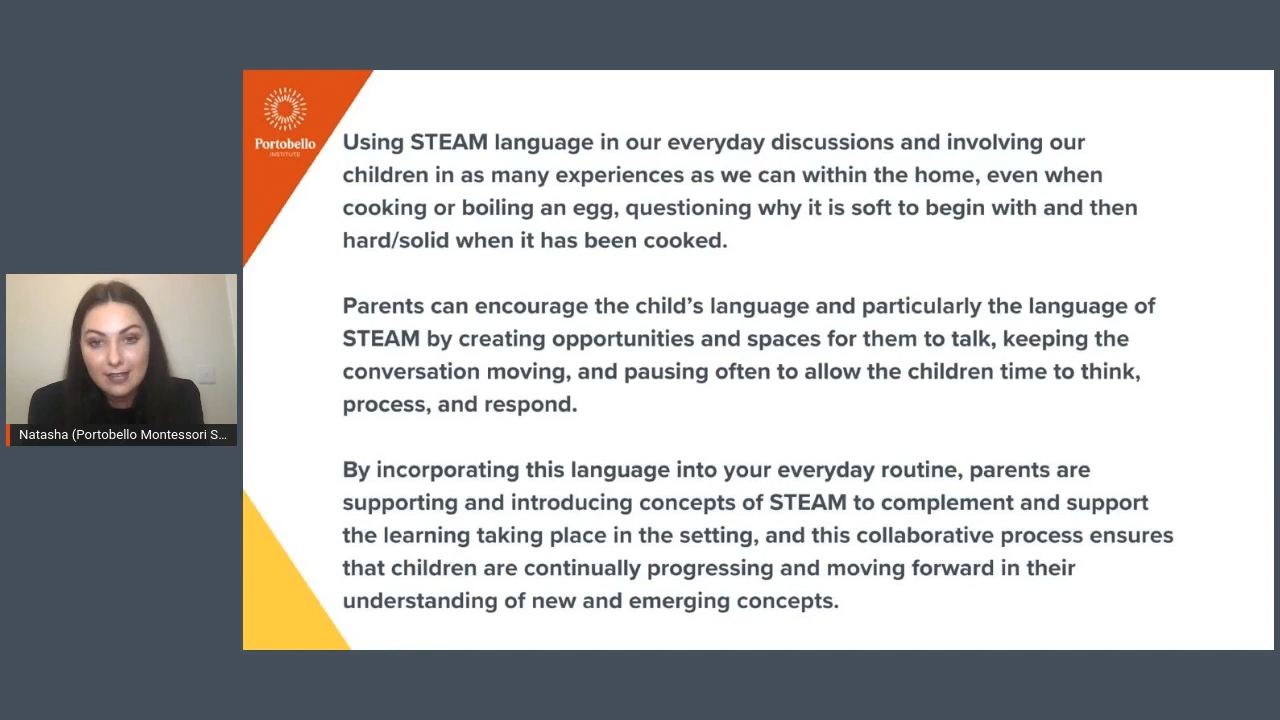 Portobello
INSTITUTE
Using STEAM language in our everyday discussions and involving our
children in as many experiences as we can within the home, even when
cooking or boiling an egg, questioning why it is soft to begin with and then
hard/solid when it has been cooked.
Parents can encourage the child’s language and particularly the language of
STEAM by creating opportunities and spaces for them to talk, keeping the
conversation moving, and pausing often to allow the children time to think,
process, and respond.
By incorporating this language into your everyday routine, parents are
supporting and introducing concepts of STEAM to complement and support
the learning taking place in the setting, and this collaborative process ensures
that children are continually progressing and moving forward in their
understanding of new and emerging concepts.
Natasha (Portobello Montessori S...